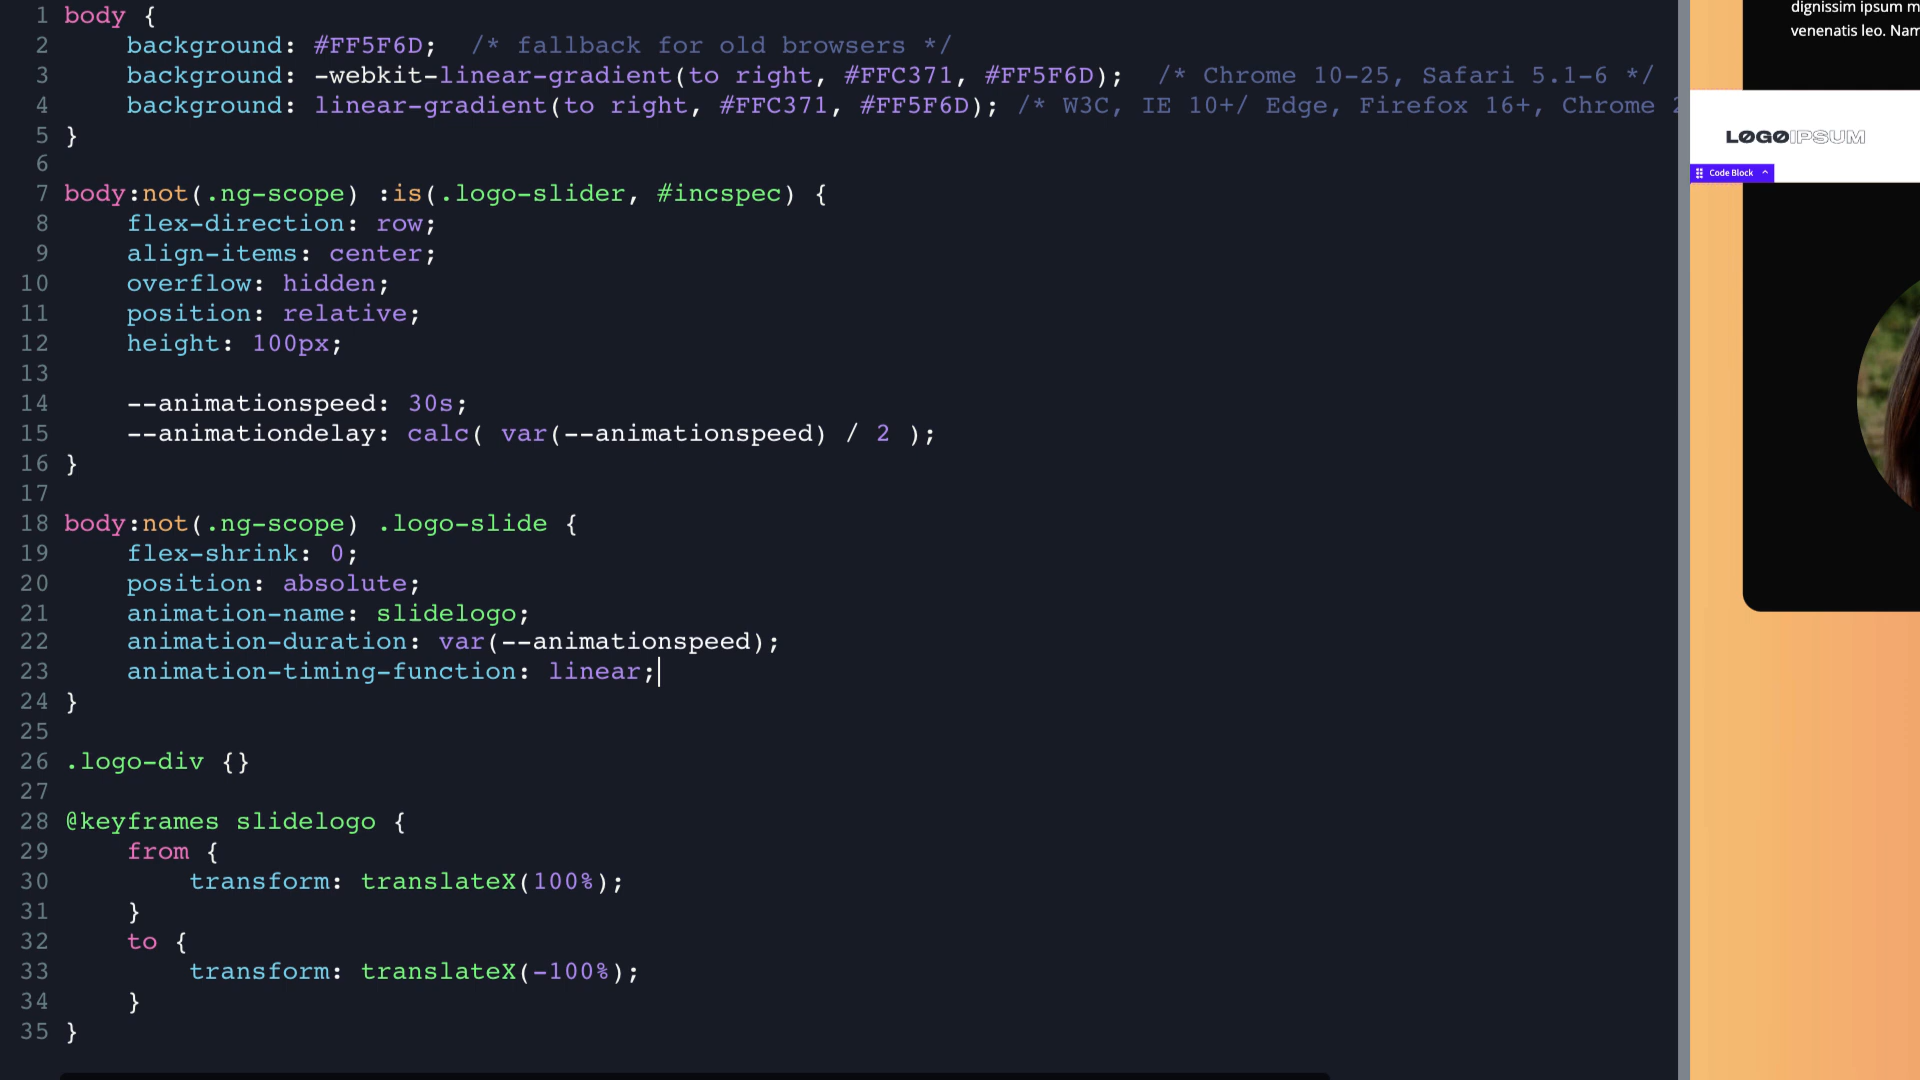 1 body {
2 background: #FF5F6D; /* fallback for old browsers */
3 background: -webkit-linear-gradient(to right, #FFC371, #FF5F6D); /* Chrome 10-25, Safari 5.1-6 */
4 background: linear-gradient(to right, #FFC371, #FF5F6D); /* W3C, IE 10+/ Edge, Firefox 16+, Chrome 2
5 }
6
7 body:not(.ng-scope) :is(.logo-slider, #incspec) {
8 flex-direction: row;
9 align-items: center;
10 overflow: hidden;
11 position: relative;
12 height: 100px;
13
14 --animationspeed: 30s;
15 --animationdelay: calc( var(--animationspeed) / 2 );
16 }
17
18 body:not(.ng-scope) .logo-slide {
19 flex-shrink: 0;
20 position: absolute;
21 animation-name: slidelogo;
22 animation-duration: var(--animationspeed);
23 animation-timing-function: linear;
24 }
25
26 .logo-div {}
27
28 @keyframes slidelogo {
29 from {
30 transform: translateX(100%);
31 }
32 to {
33 transform: translateX(-100%);
34 }
35 }
dignissim ipsum m
venenatis leo. Nam
LOGOIPSUM
Code Block